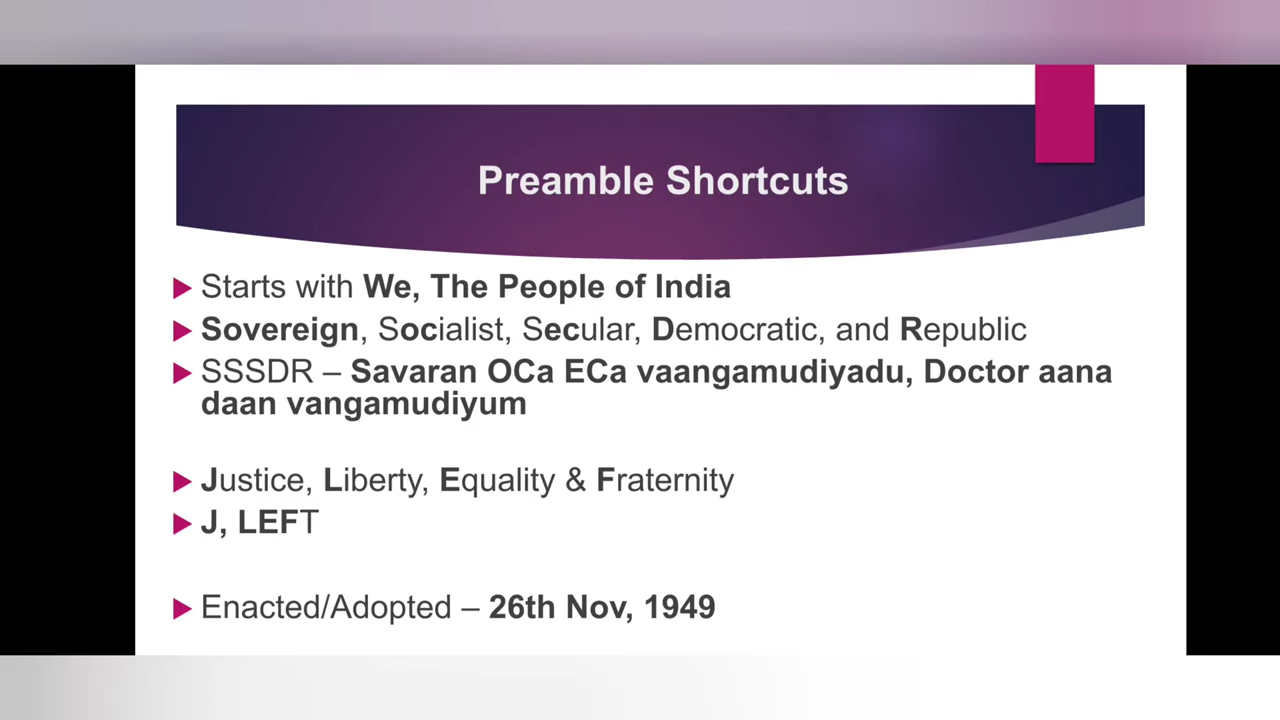 Preamble Shortcuts
Starts with We, The People of India
Sovereign, Socialist, Secular, Democratic, and Republic
SSSDR – Savaran OCa ECa vaangamudiyadu, Doctor aana
daan vangamudiyum
Justice, Liberty, Equality & Fraternity
J, LEFT
Enacted/Adopted – 26th Nov, 1949